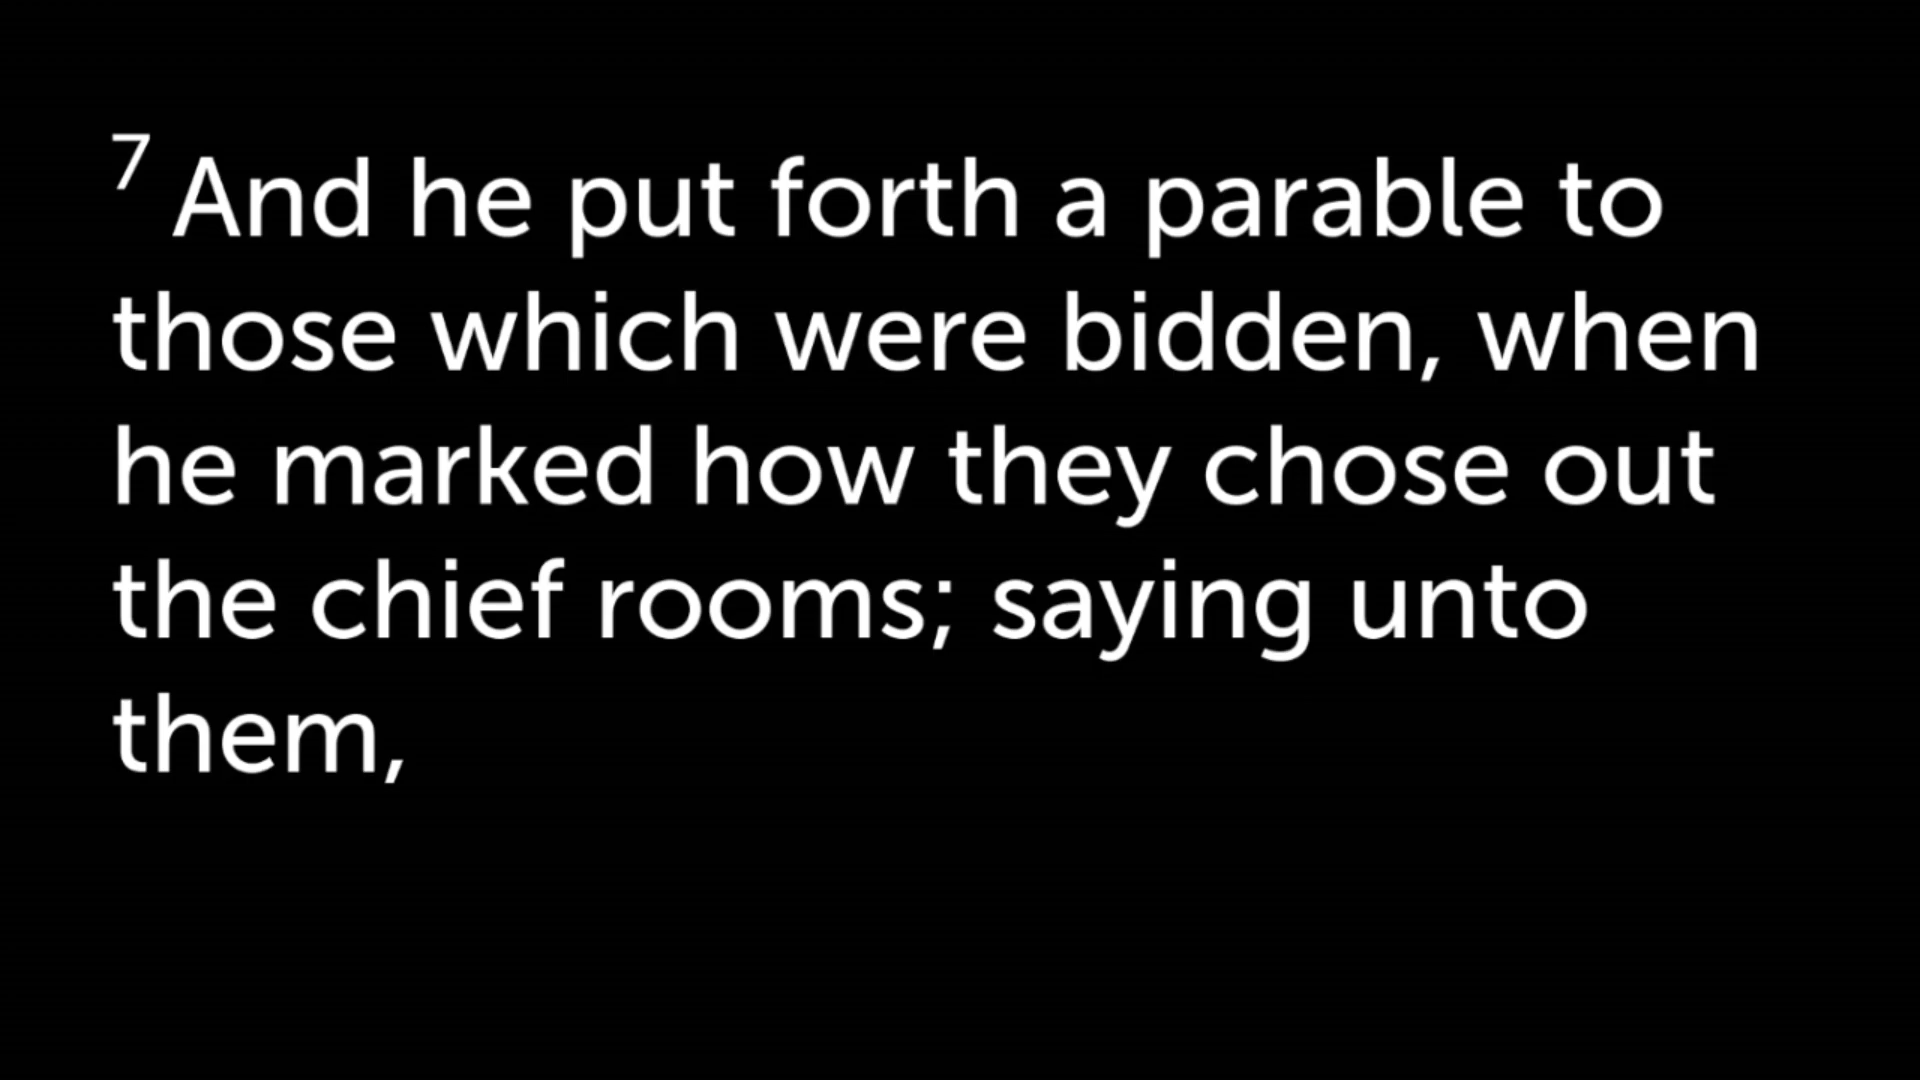 7 And he put forth a parable to
those which were bidden, when
he marked how they chose out
the chief rooms; saying unto
them,